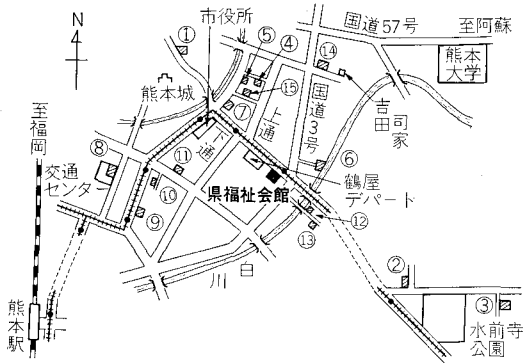 市役所
国道57号
至阿蘇
N
4
①
⑤
④
⑭
熊本
大学
熊本城
⑮
⑦
吉田司家
上通
国道3号
至福岡
下通
⑧
⑪
⑥
交通
センター
鶴屋
デパート
県福祉会館
⑩
⑨
⑫
⑬
白川
②
③
水前寺
公園
熊本駅